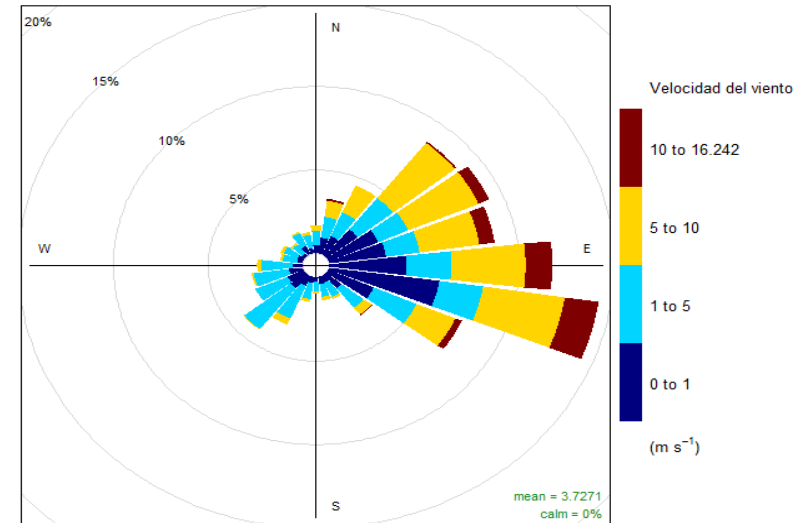 20%
N
Velocidad del viento
15%
10%
10 to 16.242
5%
5 to 10
W
E
1 to 5
0 to 1
(m s⁻¹)
mean = 3.7271
S
calm = 0%